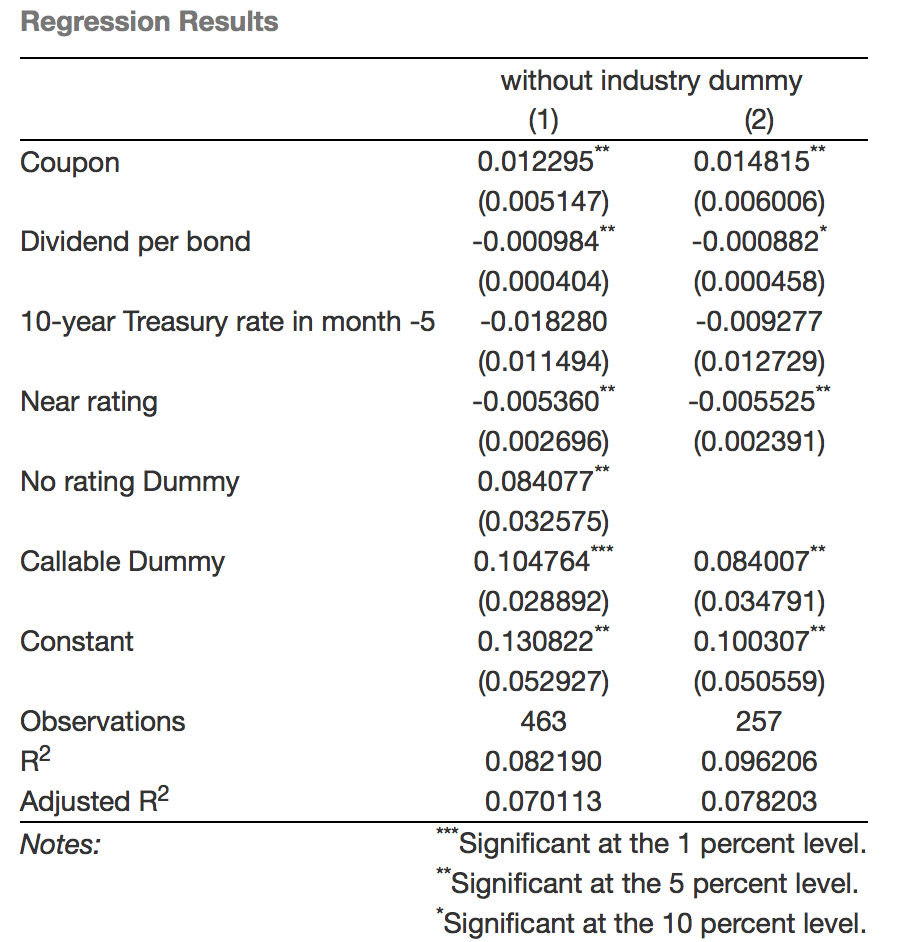 Regression Results
without industry dummy
(1) (2)
Coupon 0.012295** 0.014815**
(0.005147) (0.006006)
Dividend per bond -0.000984** -0.000882*
(0.000404) (0.000458)
10-year Treasury rate in month -5 -0.018280 -0.009277
(0.011494) (0.012729)
Near rating -0.005360** -0.005525**
(0.002696) (0.002391)
No rating Dummy 0.084077**
(0.032575)
Callable Dummy 0.104764*** 0.084007**
(0.028892) (0.034791)
Constant 0.130822** 0.100307**
(0.052927) (0.050559)
Observations 463 257
R2 0.082190 0.096206
Adjusted R2 0.070113 0.078203
Notes: ***Significant at the 1 percent level.
**Significant at the 5 percent level.
*Significant at the 10 percent level.